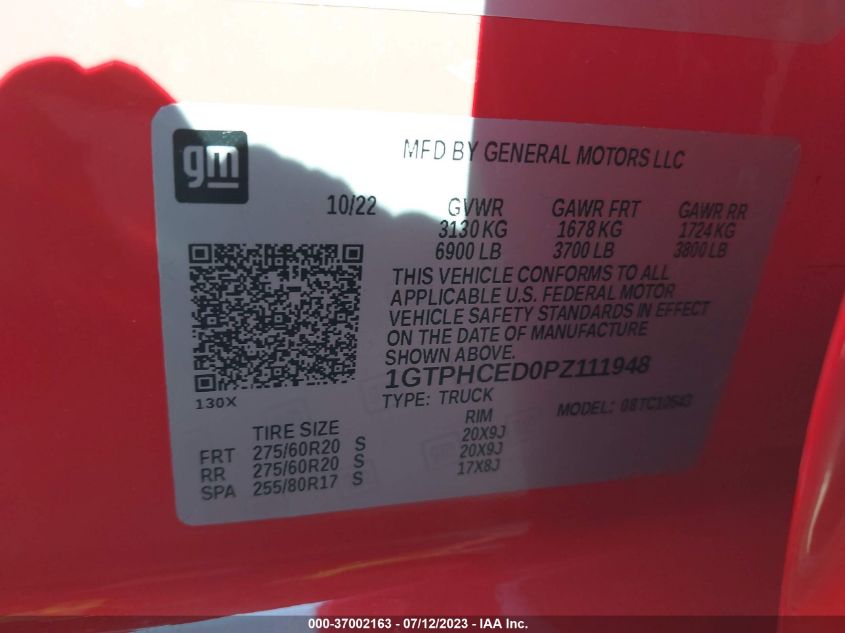 gm
MFD BY GENERAL MOTORS LLC
10/22
GVWR GAWR FRT GAWR RR
3130 KG 1678 KG 1724 KG
6900 LB 3700 LB 3800 LB
THIS VEHICLE CONFORMS TO ALL
APPLICABLE U.S. FEDERAL MOTOR
VEHICLE SAFETY STANDARDS IN EFFECT
ON THE DATE OF MANUFACTURE
SHOWN ABOVE.
1GTPHCED0PZ111948
TYPE: TRUCK MODEL: 08TC10543
130X
TIRE SIZE RIM
FRT 275/60R20 S 20X9J
RR 275/60R20 S 20X9J
SPA 255/80R17 S 17X8J
000-37002163 - 07/12/2023 - IAA Inc.